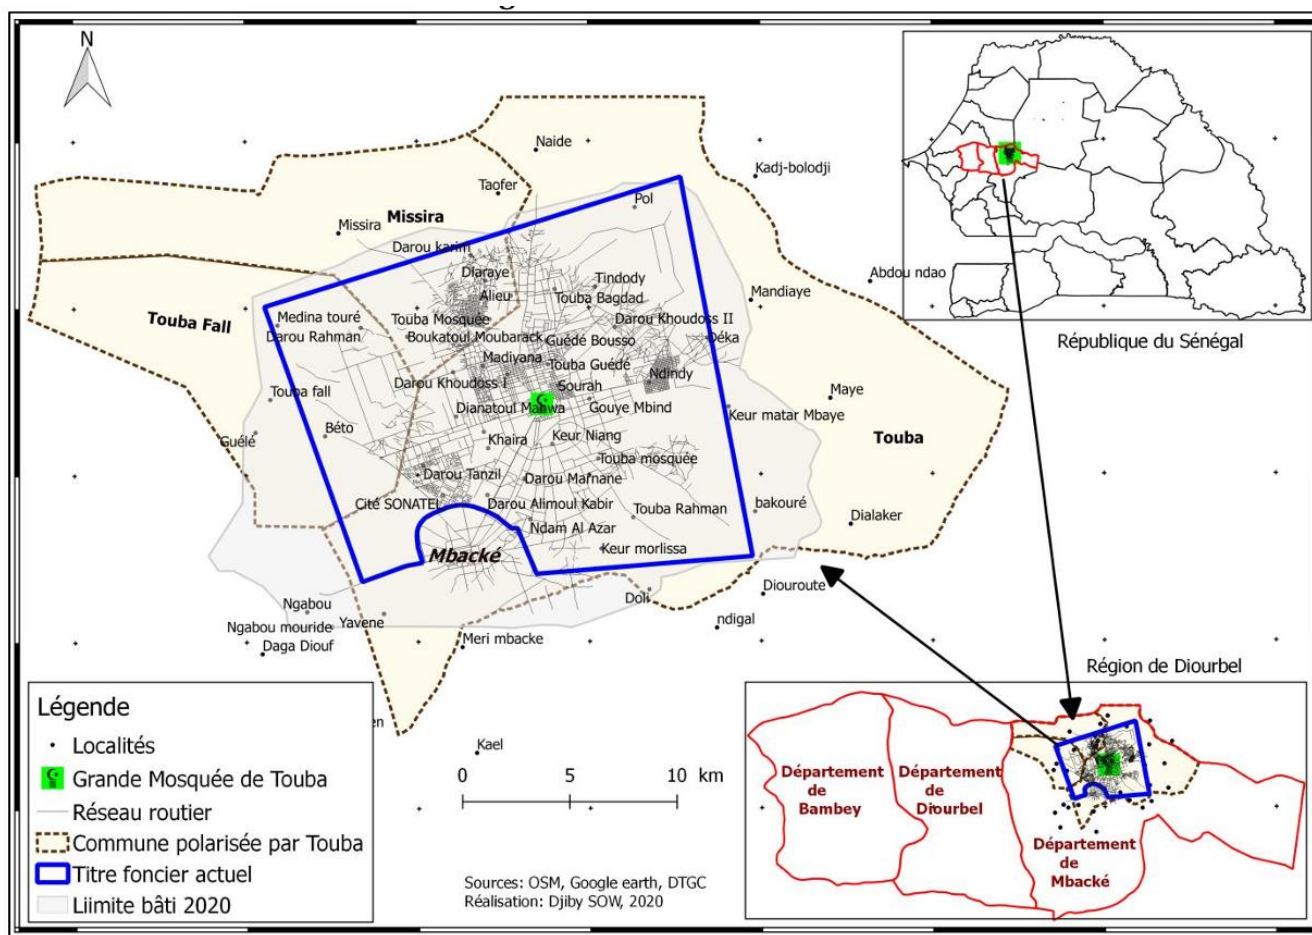 N
Naide
Kadj-bolodji
Taofer
Pol
Missira
Missira
Darou karim
Abdou ndao
Diaraye
Tindody
Alieu
Touba Bagdad
Mandiaye
Medina touré
Touba Mosquée
Darou Khoudoss II
Touba Fall
Darou Rahman
Boukatoul Moubarack
Guédé Bousso
Déka
République du Sénégal
Madiyana
Touba Guédé
Darou Khoudoss I
Sourah
Ndindy
Touba fall
Maye
Dianatoul Mahwa
Gouye Mbind
Keur matar Mbaye
Guélé
Béto
Khaira
Keur Niang
Touba
Touba mosquée
Darou Tanzil
Darou Marnane
Cité SONATEL
Darou Alimoul Kabir
Touba Rahman
bakouré
Dialaker
Ndam Al Azar
Mbacké
Keur morlissa
Doli
Diouroute
Ngabou
Yavene
ndigal
Ngabou mouride
Daga Diouf
Meri mbacke
Région de Diourbel
Légende
Localités
Grande Mosquée de Touba
Réseau routier
Commune polarisée par Touba
Titre foncier actuel
Liimite bâti 2020
en
Kael
0 5 10 km
Sources: OSM, Google earth, DTGC
Réalisation: Djiby SOW, 2020
Département
de
Bambey
Département
de
Diourbel
Département
de
Mbacké